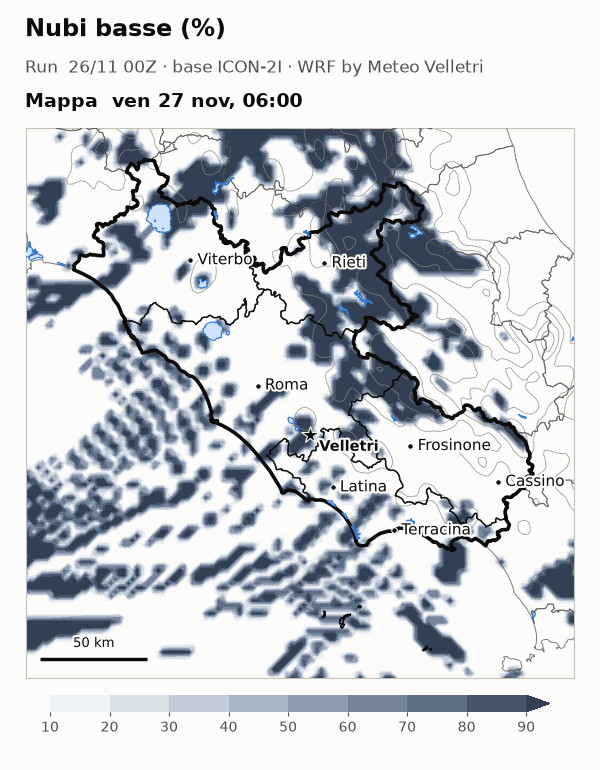 Nubi basse (%)
Run 26/11 00Z · base ICON-2I · WRF by Meteo Velletri
Mappa ven 27 nov, 06:00
Viterbo
Rieti
Roma
Velletri
Frosinone
Latina
Cassino
Terracina
50 km
10 20 30 40 50 60 70 80 90